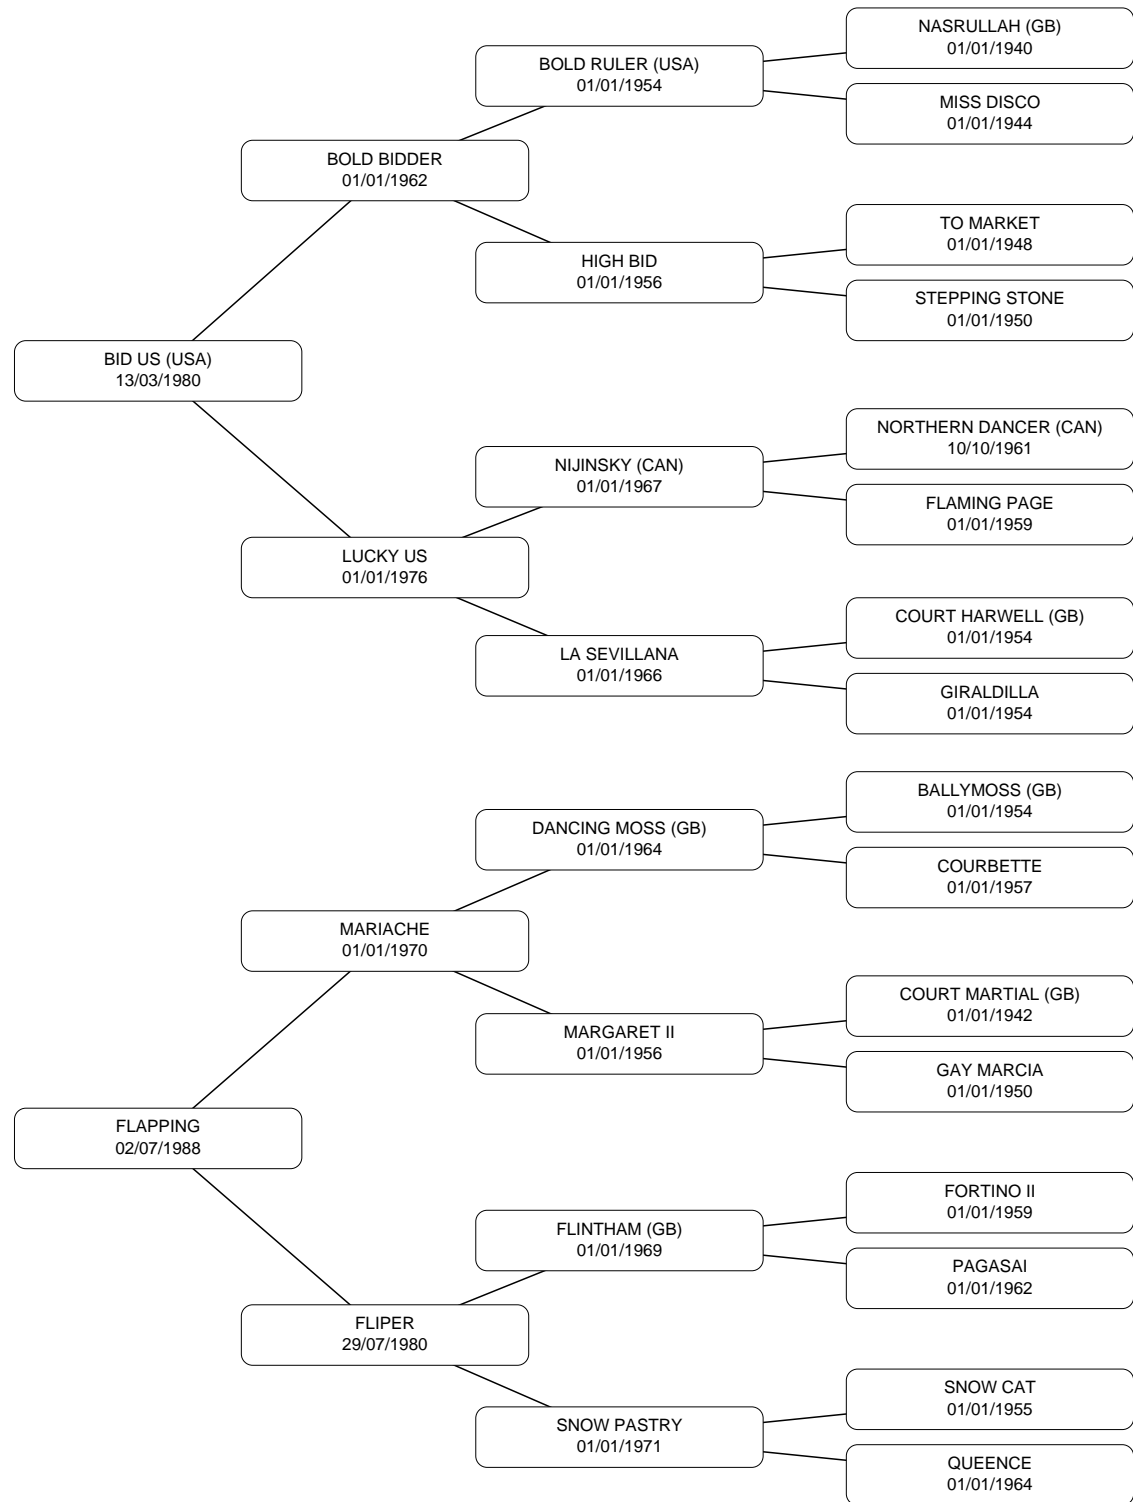 NASRULLAH (GB)
01/01/1940
BOLD RULER (USA)
01/01/1954
MISS DISCO
01/01/1944
BOLD BIDDER
01/01/1962
TO MARKET
01/01/1948
HIGH BID
01/01/1956
STEPPING STONE
01/01/1950
BID US (USA)
13/03/1980
NORTHERN DANCER (CAN)
10/10/1961
NIJINSKY (CAN)
01/01/1967
FLAMING PAGE
01/01/1959
LUCKY US
01/01/1976
COURT HARWELL (GB)
01/01/1954
LA SEVILLANA
01/01/1966
GIRALDILLA
01/01/1954
BALLYMOSS (GB)
01/01/1954
DANCING MOSS (GB)
01/01/1964
COURBETTE
01/01/1957
MARIACHE
01/01/1970
COURT MARTIAL (GB)
01/01/1942
MARGARET II
01/01/1956
GAY MARCIA
01/01/1950
FLAPPING
02/07/1988
FORTINO II
01/01/1959
FLINTHAM (GB)
01/01/1969
PAGASAI
01/01/1962
FLIPER
29/07/1980
SNOW CAT
01/01/1955
SNOW PASTRY
01/01/1971
QUEENCE
01/01/1964